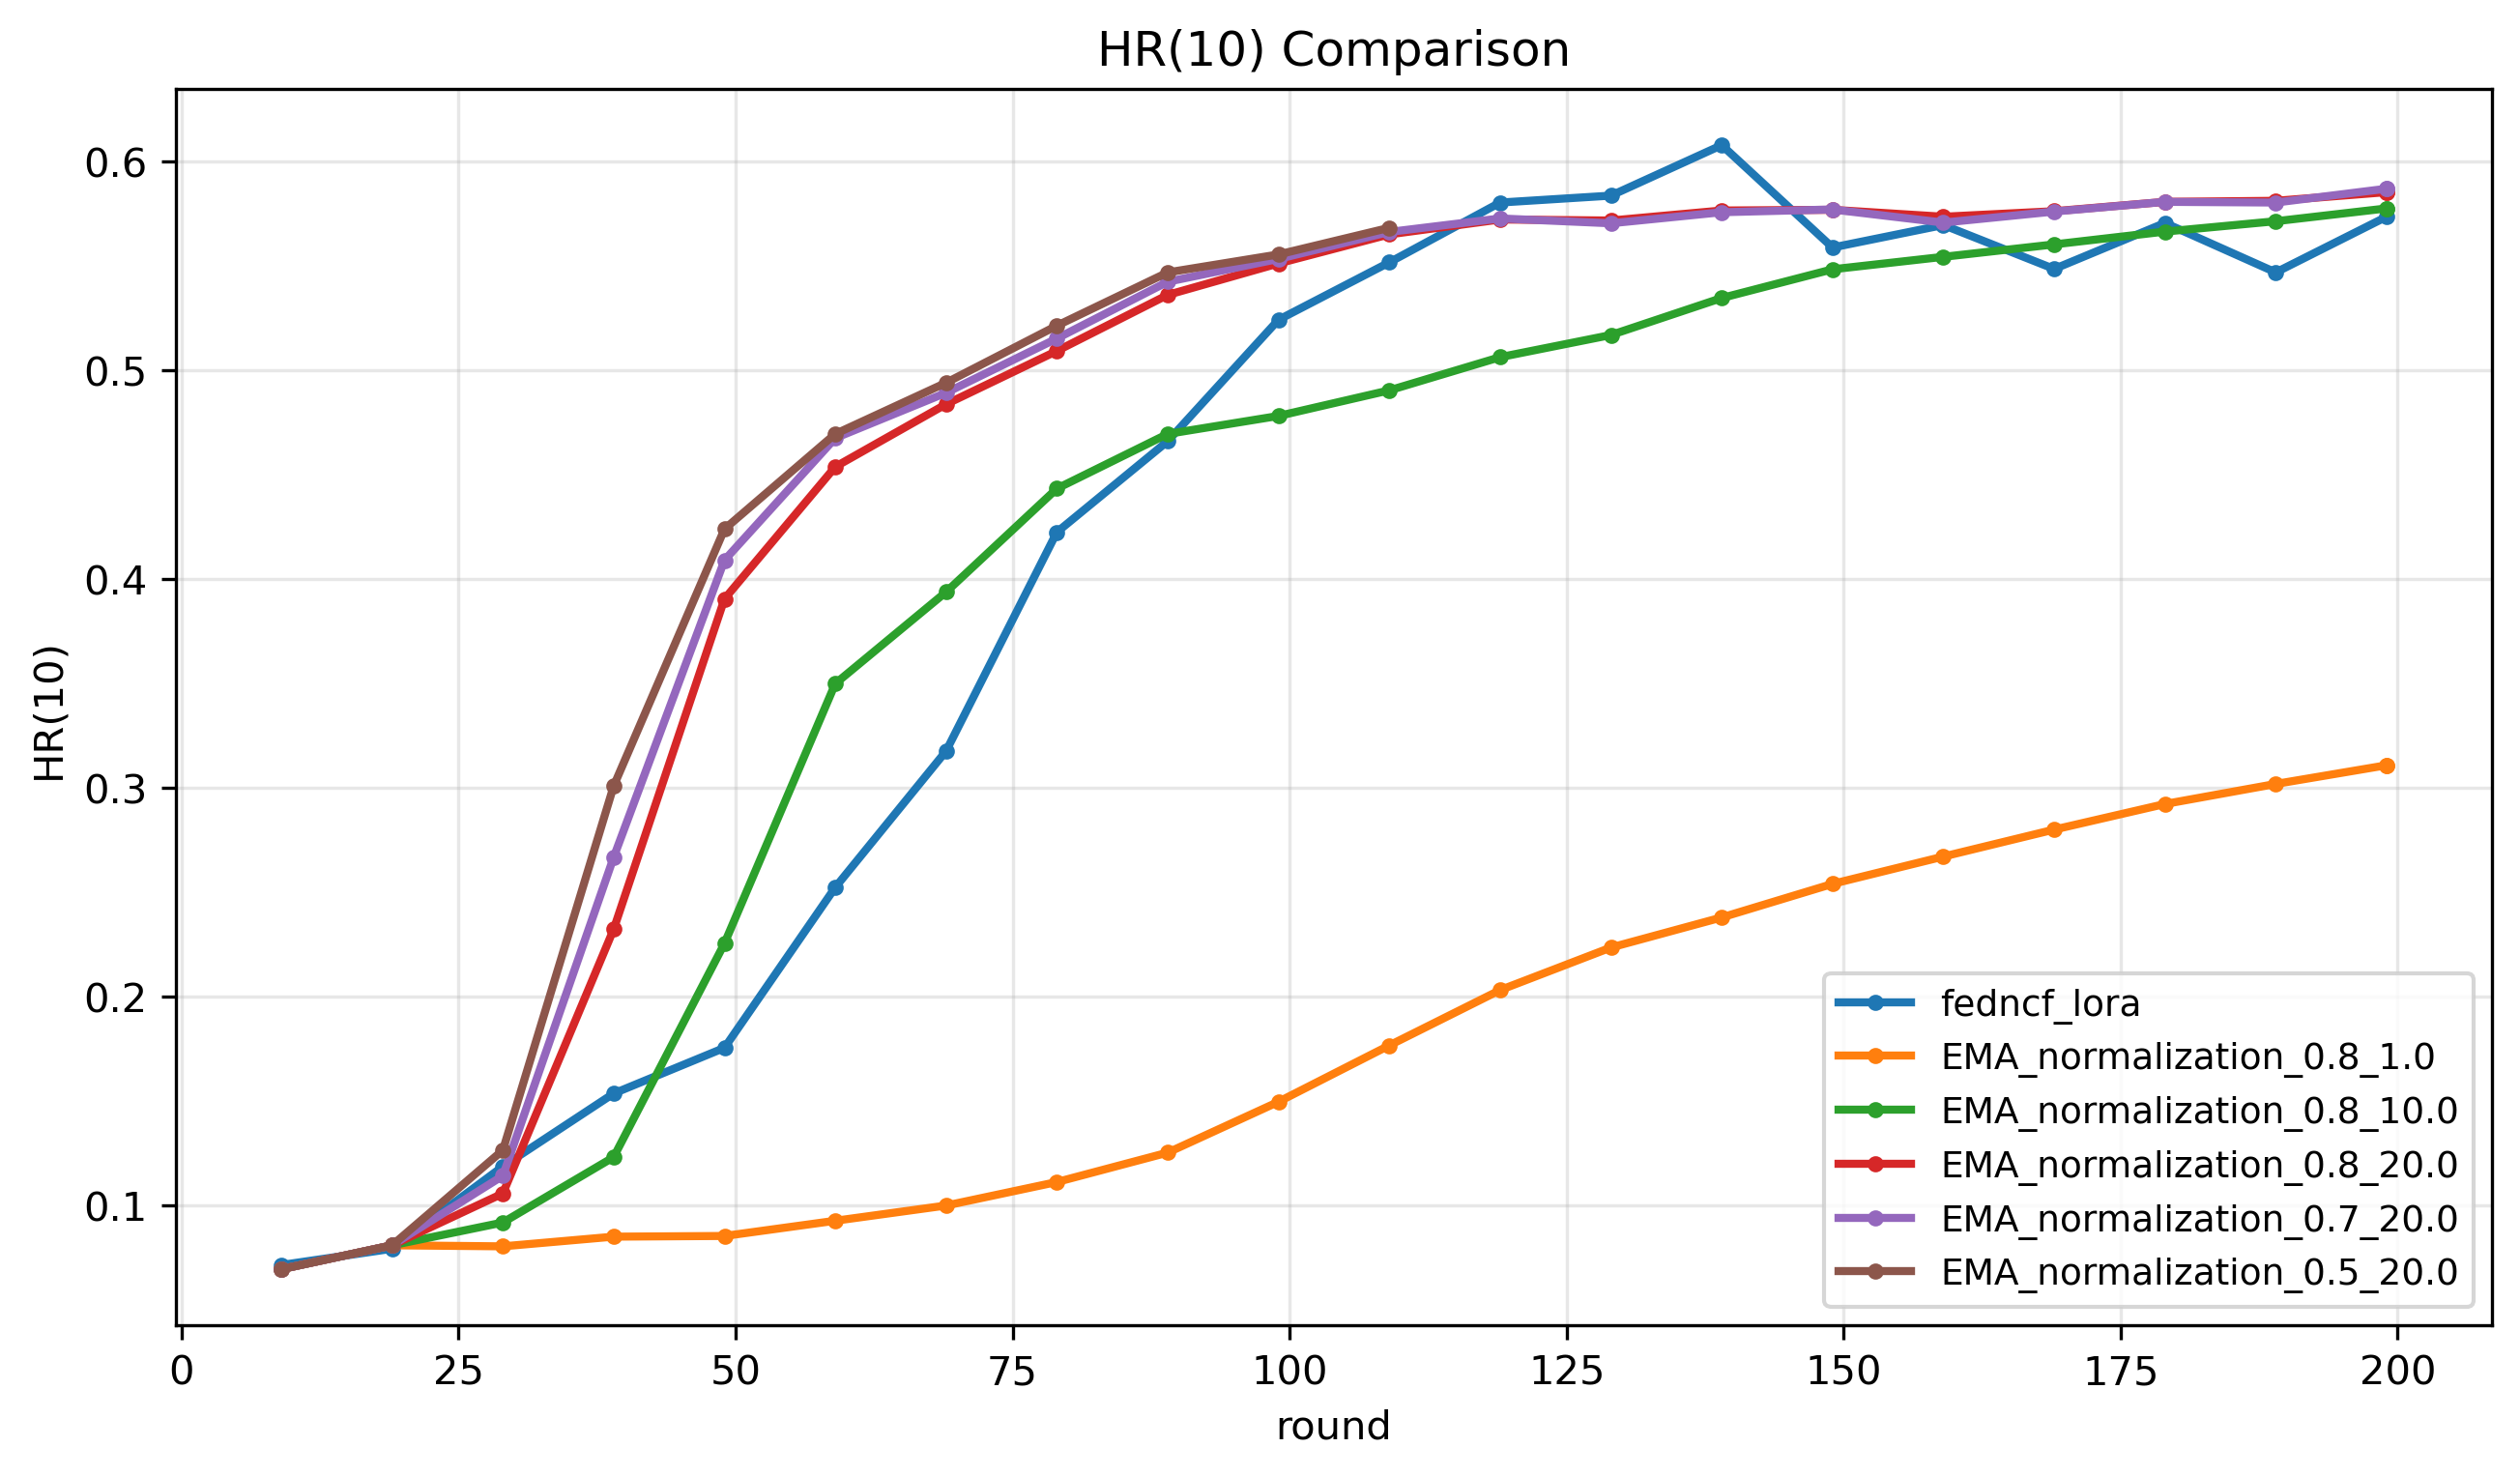 HR(10) Comparison
HR(10)
0.6
0.5
0.4
0.3
0.2
0.1
0 25 50 75 100 125 150 175 200
round
fedncf_lora
EMA_normalization_0.8_1.0
EMA_normalization_0.8_10.0
EMA_normalization_0.8_20.0
EMA_normalization_0.7_20.0
EMA_normalization_0.5_20.0